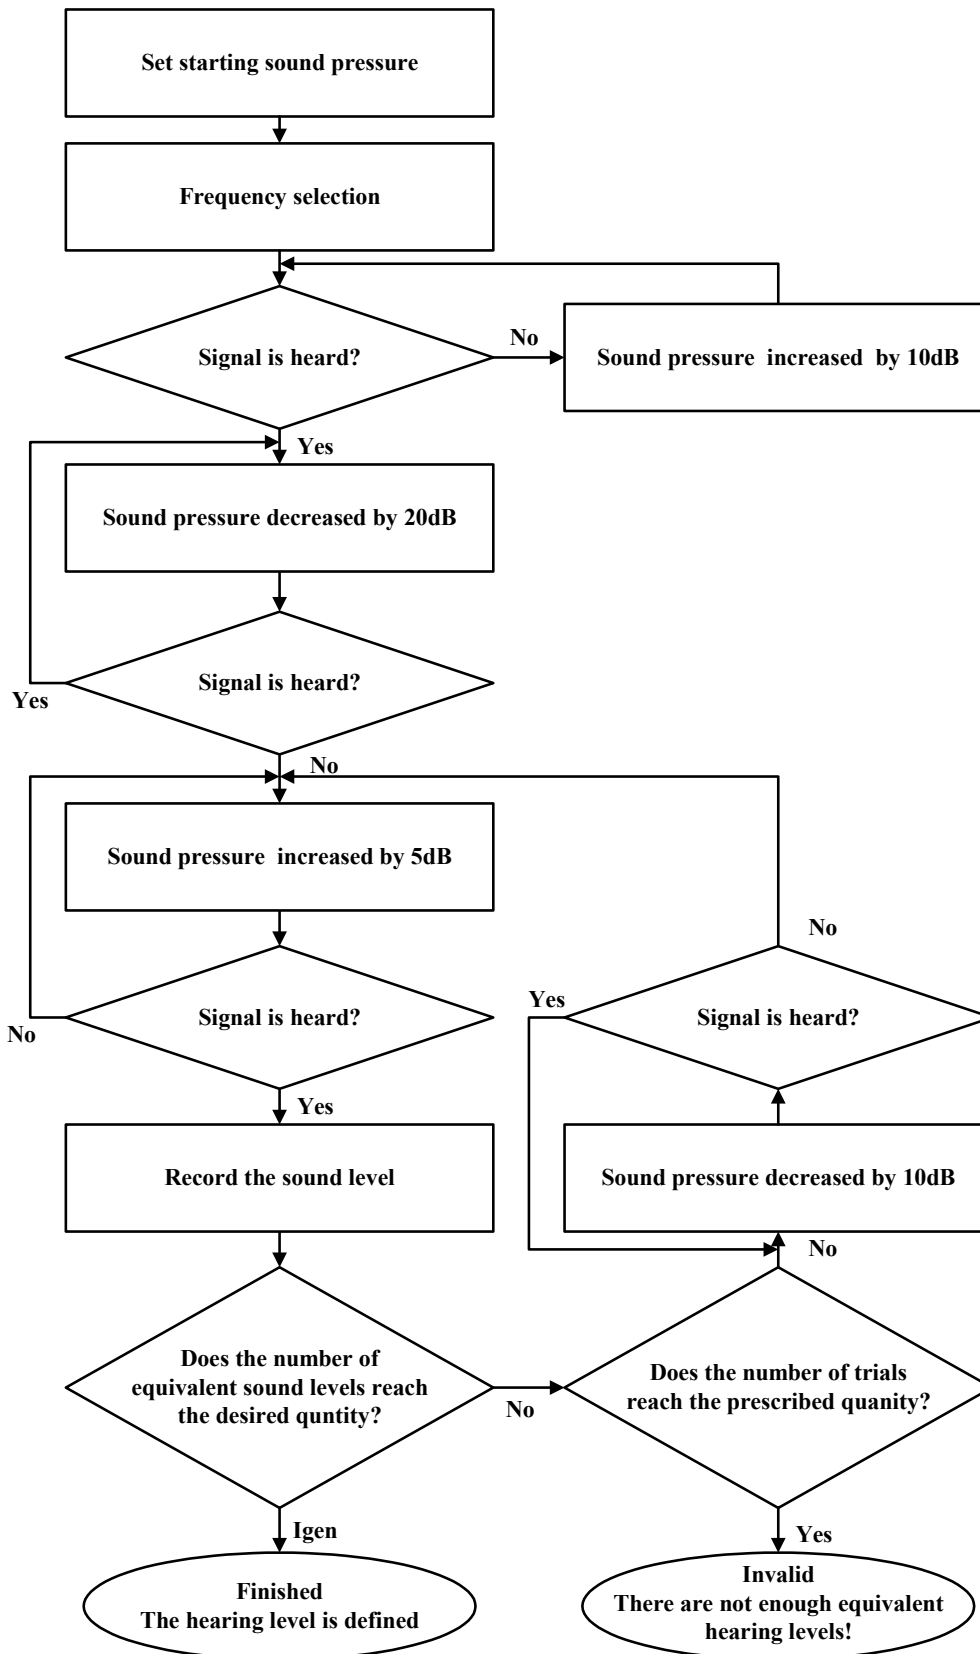 Set starting sound pressure
Frequency selection
Signal is heard?
No
Sound pressure  increased by 10dB
Yes
Sound pressure decreased by 20dB
Signal is heard?
Yes
No
Sound pressure  increased by 5dB
No
Signal is heard?
No
Yes
Signal is heard?
Yes
Record the sound level
Sound pressure decreased by 10dB
No
Does the number of
equivalent sound levels reach
the desired quntity?
No
Does the number of trials
reach the prescribed quanity?
Igen
Yes
Finished
The hearing level is defined
Invalid
There are not enough equivalent
hearing levels!